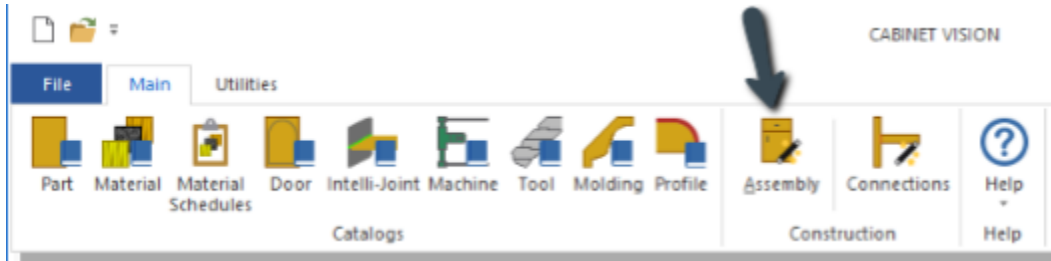 CABINET VISION
File Main Utilities
Part Material Material Schedules Door Intelli-Joint Machine Tool Molding Profile Assembly Connections Help
Catalogs Construction Help